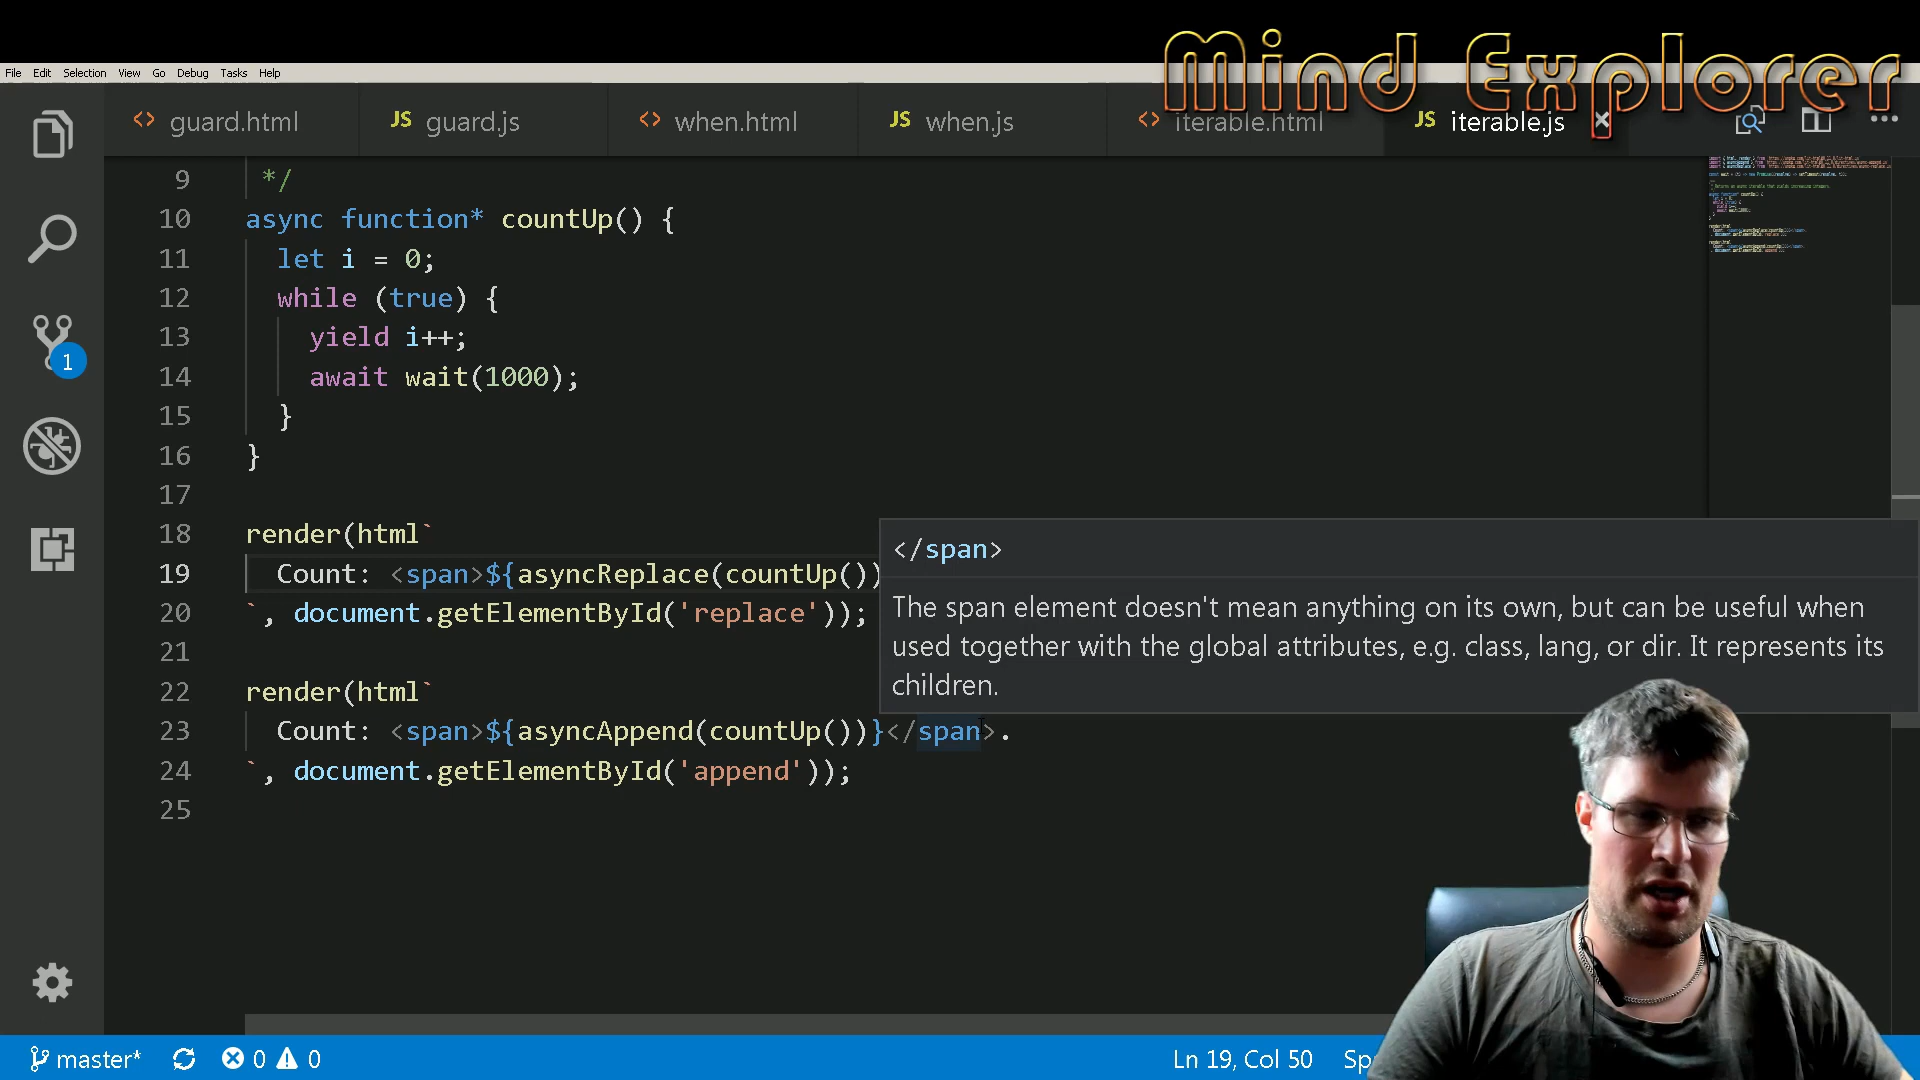 Mind Explorer
File Edit Selection View Go Debug Tasks Help
guard.html
JS guard.js
when.html
JS when.js
iterable.html
JS iterable.js
9 */
10 async function* countUp() {
11 let i = 0;
12 while (true) {
13 yield i++;
14 await wait(1000);
15 }
16 }
17
18 render(html`
19 Count: <span>${asyncReplace(countUp())
20 `, document.getElementById('replace'));
21
22 render(html`
23 Count: <span>${asyncAppend(countUp())}</span>.
24 `, document.getElementById('append'));
25
</span>
The span element doesn't mean anything on its own, but can be useful when
used together with the global attributes, e.g. class, lang, or dir. It represents its
children.
1
master* 0 0
Ln 19, Col 50